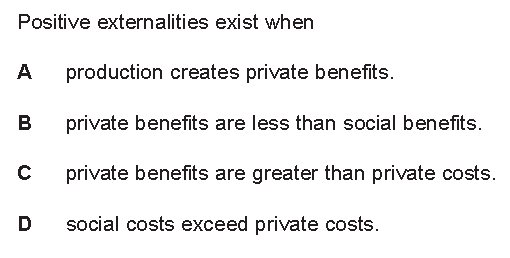 Positive externalities exist when
A production creates private benefits.
B private benefits are less than social benefits.
C private benefits are greater than private costs.
D social costs exceed private costs.